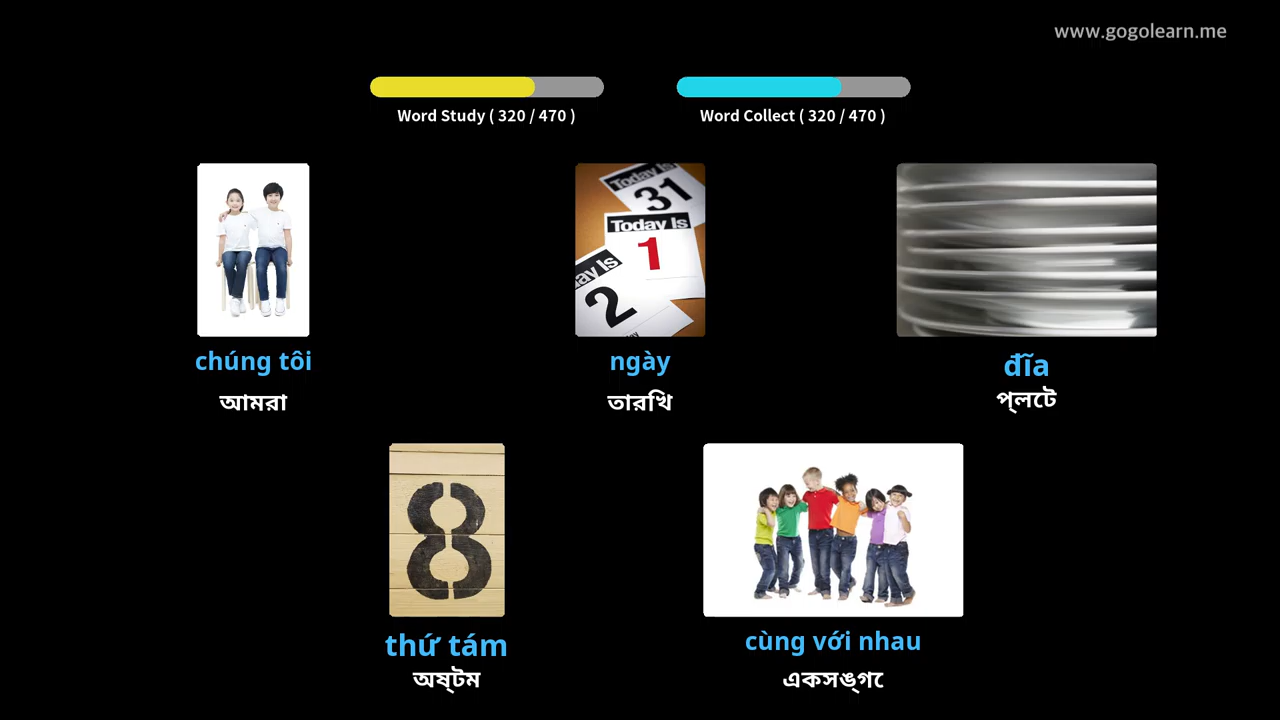 www.gogolearn.me
Word Study ( 320 / 470 )
Word Collect ( 320 / 470 )
Today Is
31
Today Is
1
day Is
2
chúng tôi
ngày
đĩa
আমরা
তারিখ
প্লেট
8
thứ tám
cùng với nhau
অষ্টম
একসঙ্গে